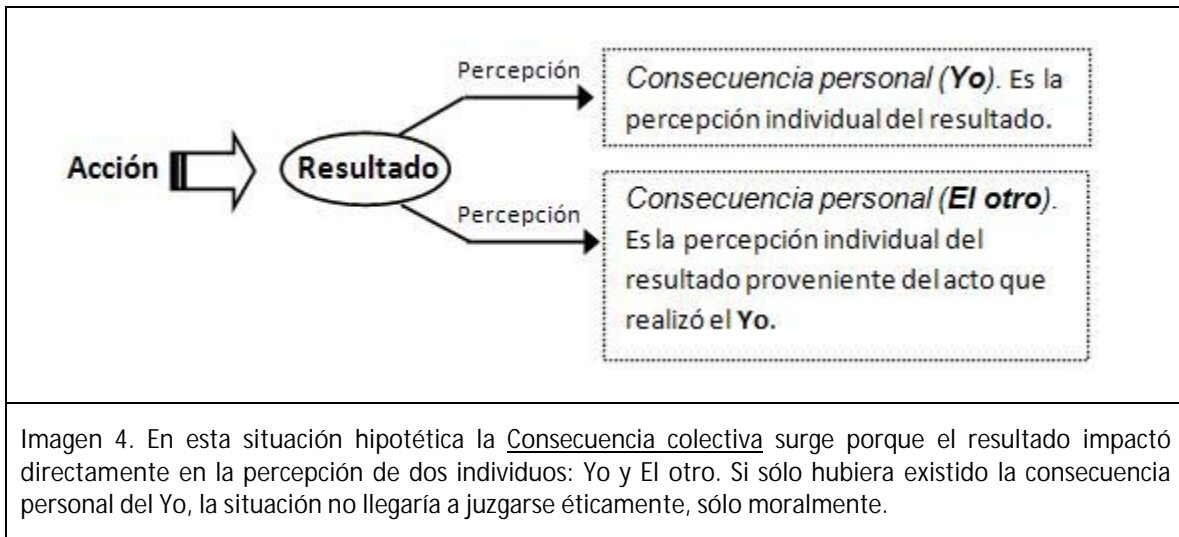 Percepción
Consecuencia personal (Yo). Es la
percepción individual del resultado.
Acción
Resultado
Percepción
Consecuencia personal (El otro).
Es la percepción individual del
resultado proveniente del acto que
realizó el Yo.
Imagen 4. En esta situación hipotética la Consecuencia colectiva surge porque el resultado impactó
directamente en la percepción de dos individuos: Yo y El otro. Si sólo hubiera existido la consecuencia
personal del Yo, la situación no llegaría a juzgarse éticamente, sólo moralmente.